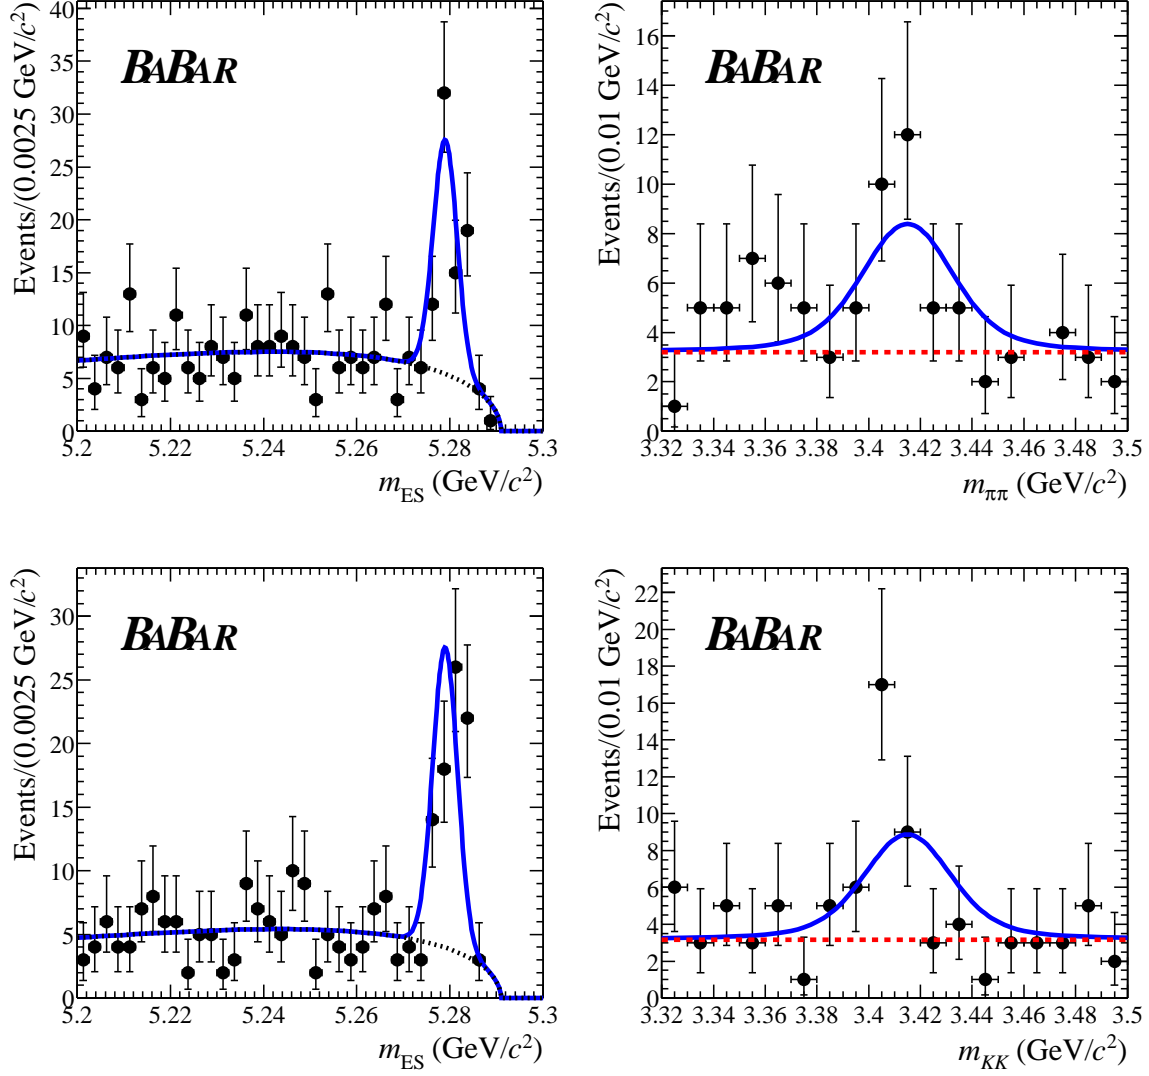 BABAR
Events/(0.0025 GeV/c²)
40
35
30
25
20
15
10
5
0
5.2 5.22 5.24 5.26 5.28 5.3
m_ES (GeV/c²)
BABAR
Events/(0.01 GeV/c²)
16
14
12
10
8
6
4
2
0
3.32 3.34 3.36 3.38 3.4 3.42 3.44 3.46 3.48 3.5
m_ππ (GeV/c²)
BABAR
Events/(0.0025 GeV/c²)
30
25
20
15
10
5
0
5.2 5.22 5.24 5.26 5.28 5.3
m_ES (GeV/c²)
BABAR
Events/(0.01 GeV/c²)
22
20
18
16
14
12
10
8
6
4
2
0
3.32 3.34 3.36 3.38 3.4 3.42 3.44 3.46 3.48 3.5
m_KK (GeV/c²)